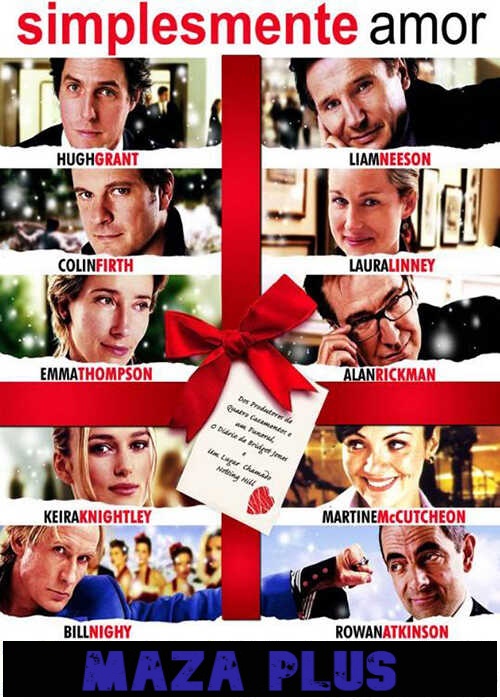 simplesmente amor
HUGHGRANT
LIAMNEESON
COLINFIRTH
LAURALINNEY
EMMATHOMPSON
ALANRICKMAN
Dos Produtores de
Quatro Casamentos e
um Funeral,
O Diário de Bridget Jones
e
Um Lugar Chamado
Notting Hill
KEIRAKNIGHTLEY
MARTINEMcCUTCHEON
BILLNIGHY
ROWANATKINSON
MAZA PLUS